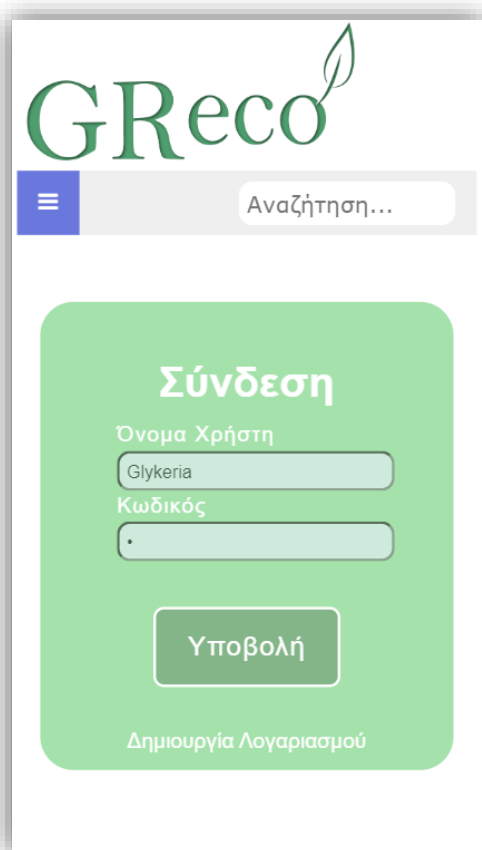 GReco
Αναζήτηση...
Σύνδεση
Όνομα Χρήστη
Glykeria
Κωδικός
•
Υποβολή
Δημιουργία Λογαριασμού